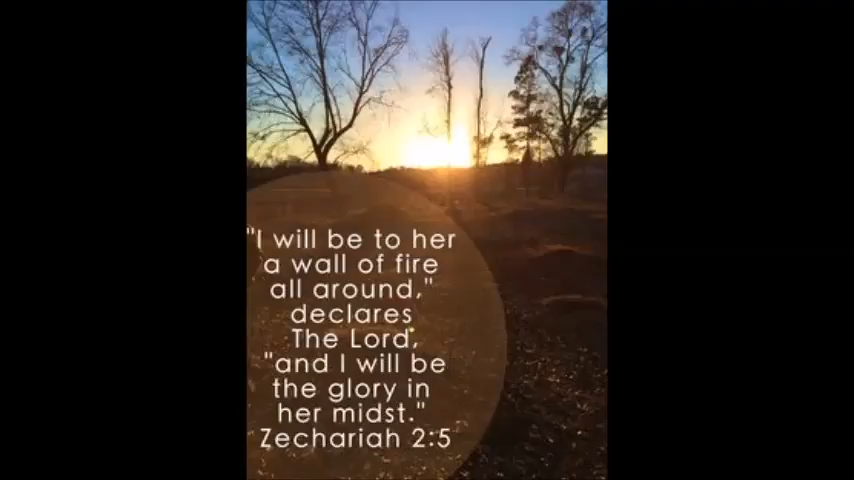 "I will be to her
a wall of fire
all around,"
declares
The Lord,
"and I will be
the glory in
her midst."
Zechariah 2:5